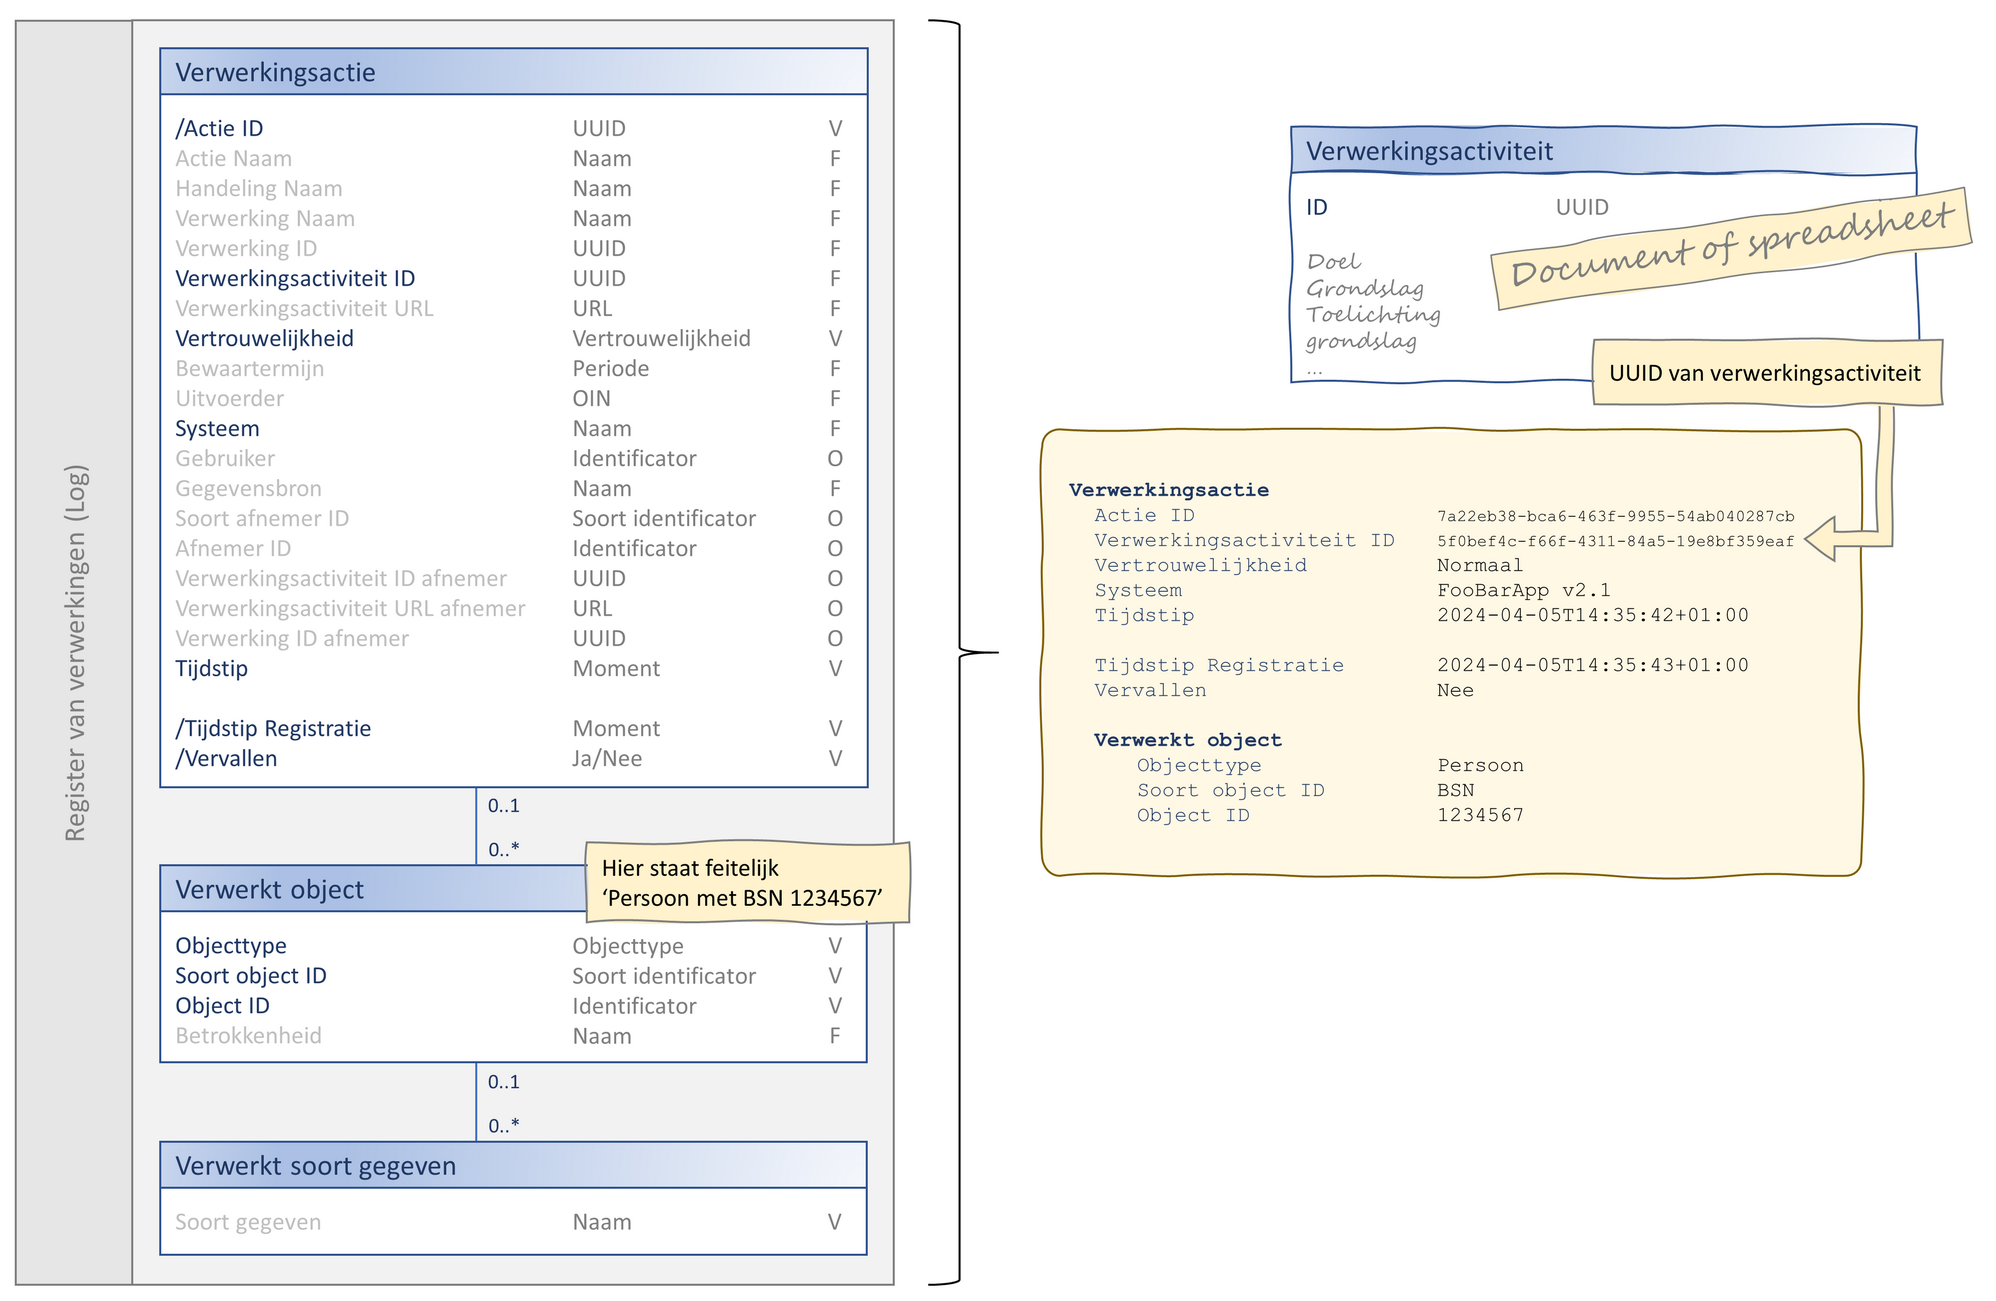 Register van verwerkingen (Log)
Verwerkingsactie
/Actie ID UUID V
Actie Naam Naam F
Handeling Naam Naam F
Verwerking Naam Naam F
Verwerking ID UUID F
Verwerkingsactiviteit ID UUID F
Verwerkingsactiviteit URL URL F
Vertrouwelijkheid Vertrouwelijkheid V
Bewaartermijn Periode F
Uitvoerder OIN F
Systeem Naam F
Gebruiker Identificator O
Gegevensbron Naam F
Soort afnemer ID Soort identificator O
Afnemer ID Identificator O
Verwerkingsactiviteit ID afnemer UUID O
Verwerkingsactiviteit URL afnemer URL O
Verwerking ID afnemer UUID O
Tijdstip Moment V
/Tijdstip Registratie Moment V
/Vervallen Ja/Nee V
0..1
0..*
Verwerkt object
Hier staat feitelijk
‘Persoon met BSN 1234567’
Objecttype Objecttype V
Soort object ID Soort identificator V
Object ID Identificator V
Betrokkenheid Naam F
0..1
0..*
Verwerkt soort gegeven
Soort gegeven Naam V
Verwerkingsactiviteit
ID UUID
Document of spreadsheet
Doel
Grondslag
Toelichting
grondslag
...
UUID van verwerkingsactiviteit
Verwerkingsactie
Actie ID 7a22eb38-bca6-463f-9955-54ab040287cb
Verwerkingsactiviteit ID 5f0bef4c-f66f-4311-84a5-19e8bf359eaf
Vertrouwelijkheid Normaal
Systeem FooBarApp v2.1
Tijdstip 2024-04-05T14:35:42+01:00
Tijdstip Registratie 2024-04-05T14:35:43+01:00
Vervallen Nee
Verwerkt object
Objecttype Persoon
Soort object ID BSN
Object ID 1234567